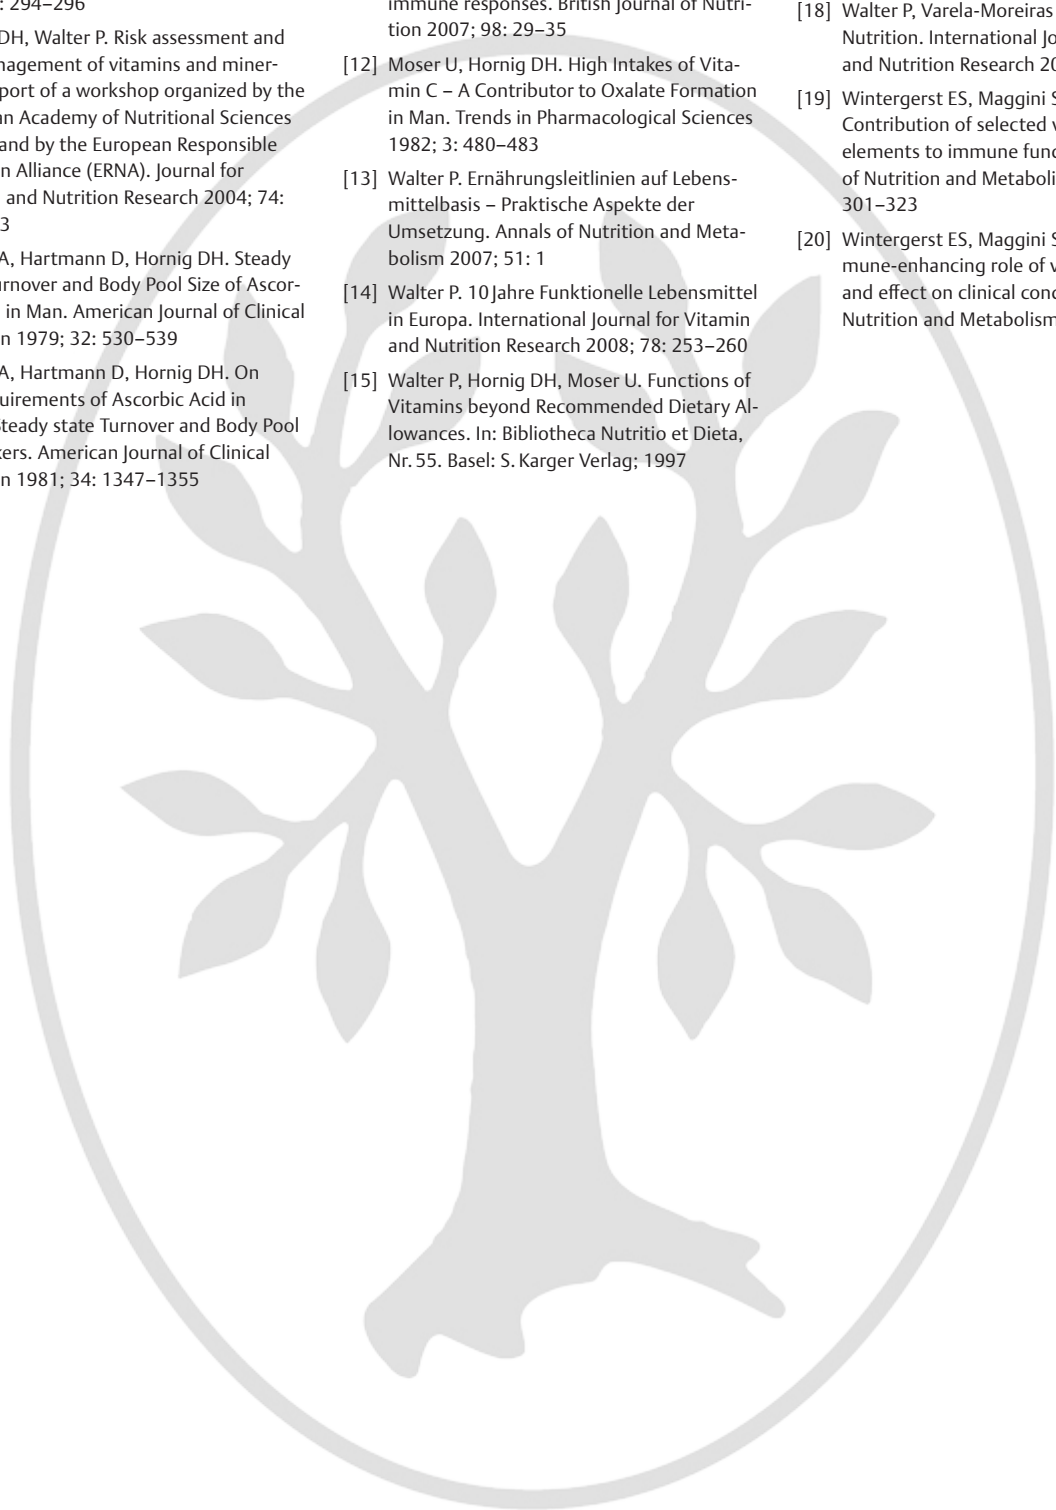 : 294–296
DH, Walter P. Risk assessment and
nagement of vitamins and miner-
port of a workshop organized by the
an Academy of Nutritional Sciences
and by the European Responsible
n Alliance (ERNA). Journal for
and Nutrition Research 2004; 74:
3
A, Hartmann D, Hornig DH. Steady
urnover and Body Pool Size of Ascor-
in Man. American Journal of Clinical
n 1979; 32: 530–539
A, Hartmann D, Hornig DH. On
uirements of Ascorbic Acid in
Steady state Turnover and Body Pool
kers. American Journal of Clinical
n 1981; 34: 1347–1355
immune responses. British Journal of Nutri-
tion 2007; 98: 29–35
[12] Moser U, Hornig DH. High Intakes of Vita-
min C – A Contributor to Oxalate Formation
in Man. Trends in Pharmacological Sciences
1982; 3: 480–483
[13] Walter P. Ernährungsleitlinien auf Lebens-
mittelbasis – Praktische Aspekte der
Umsetzung. Annals of Nutrition and Meta-
bolism 2007; 51: 1
[14] Walter P. 10 Jahre Funktionelle Lebensmittel
in Europa. International Journal for Vitamin
and Nutrition Research 2008; 78: 253–260
[15] Walter P, Hornig DH, Moser U. Functions of
Vitamins beyond Recommended Dietary Al-
lowances. In: Bibliotheca Nutritio et Dieta,
Nr. 55. Basel: S. Karger Verlag; 1997
[18] Walter P, Varela-Moreiras
Nutrition. International Jo
and Nutrition Research 20
[19] Wintergerst ES, Maggini S
Contribution of selected v
elements to immune func
of Nutrition and Metaboli
301–323
[20] Wintergerst ES, Maggini S
mune-enhancing role of v
and effect on clinical cond
Nutrition and Metabolism